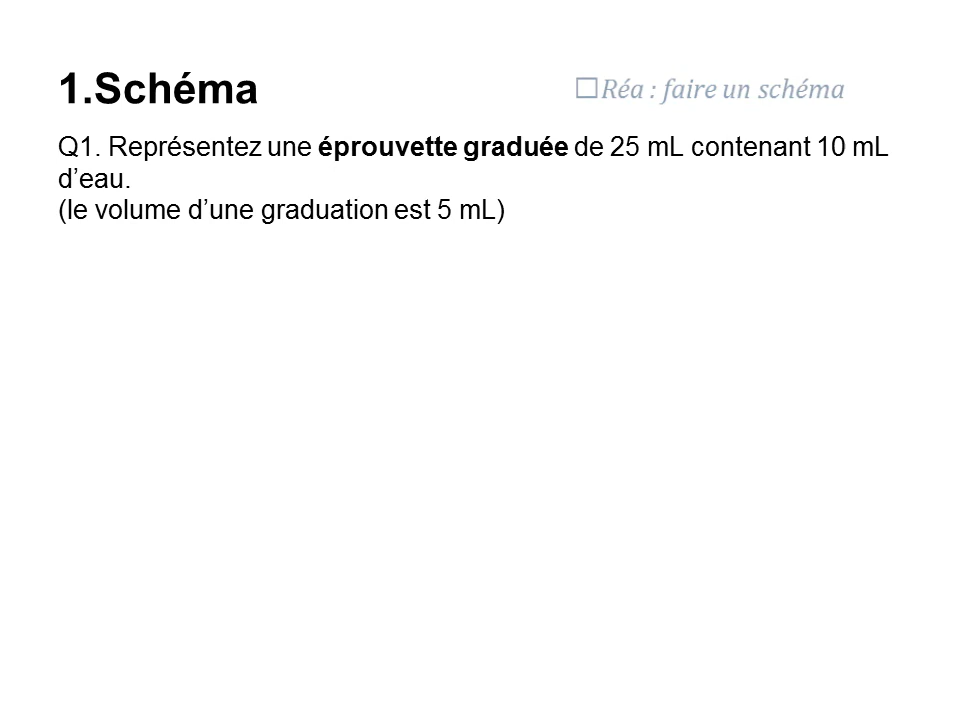 1.Schéma
☐Réa : faire un schéma
Q1. Représentez une éprouvette graduée de 25 mL contenant 10 mL
d’eau.
(le volume d’une graduation est 5 mL)